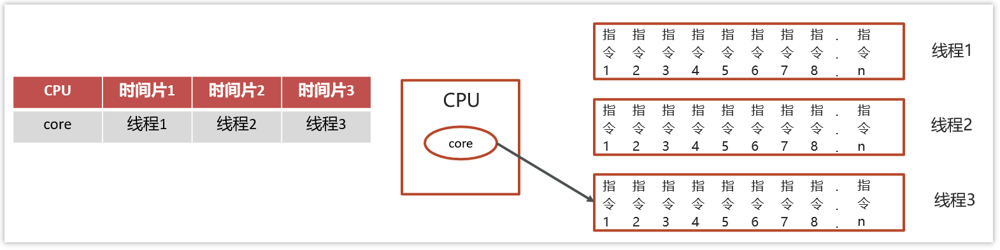 CPU 时间片1 时间片2 时间片3
core 线程1 线程2 线程3
CPU
core
指 指 指 指 指 指 指 指 . 指
令 令 令 令 令 令 令 令 . 令
1 2 3 4 5 6 7 8 . n
线程1
指 指 指 指 指 指 指 指 . 指
令 令 令 令 令 令 令 令 . 令
1 2 3 4 5 6 7 8 . n
线程2
指 指 指 指 指 指 指 指 . 指
令 令 令 令 令 令 令 令 . 令
1 2 3 4 5 6 7 8 . n
线程3